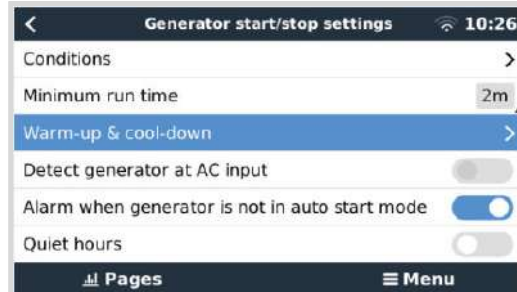 Generator start/stop settings 10:26
Conditions
Minimum run time 2m
Warm-up & cool-down
Detect generator at AC input
Alarm when generator is not in auto start mode
Quiet hours
Pages Menu